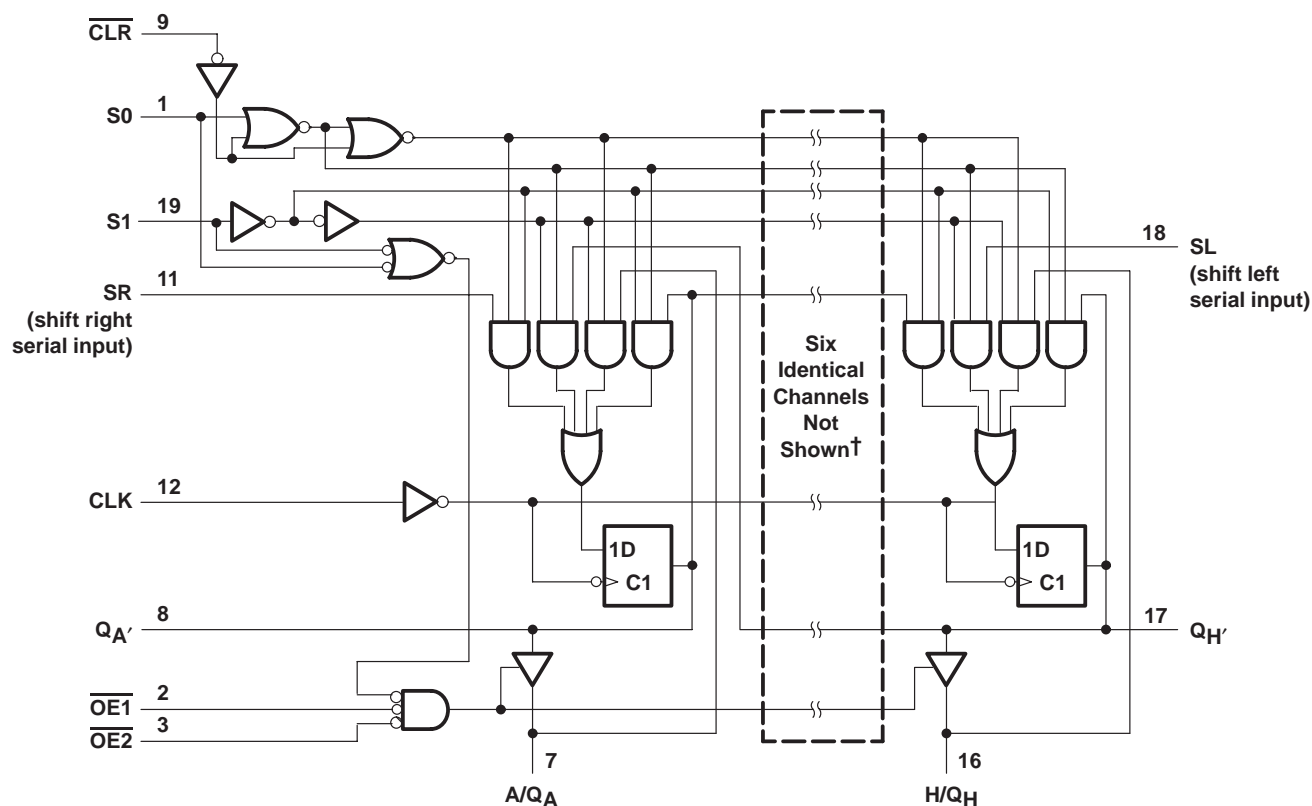 CLR 9
S0 1
S1 19
SR 11
(shift right
serial input)
18 SL
(shift left
serial input)
Six
Identical
Channels
Not
Shown†
CLK 12
1D
C1
1D
C1
QA′ 8
17 QH′
OE1 2
OE2 3
7
A/QA
16
H/QH